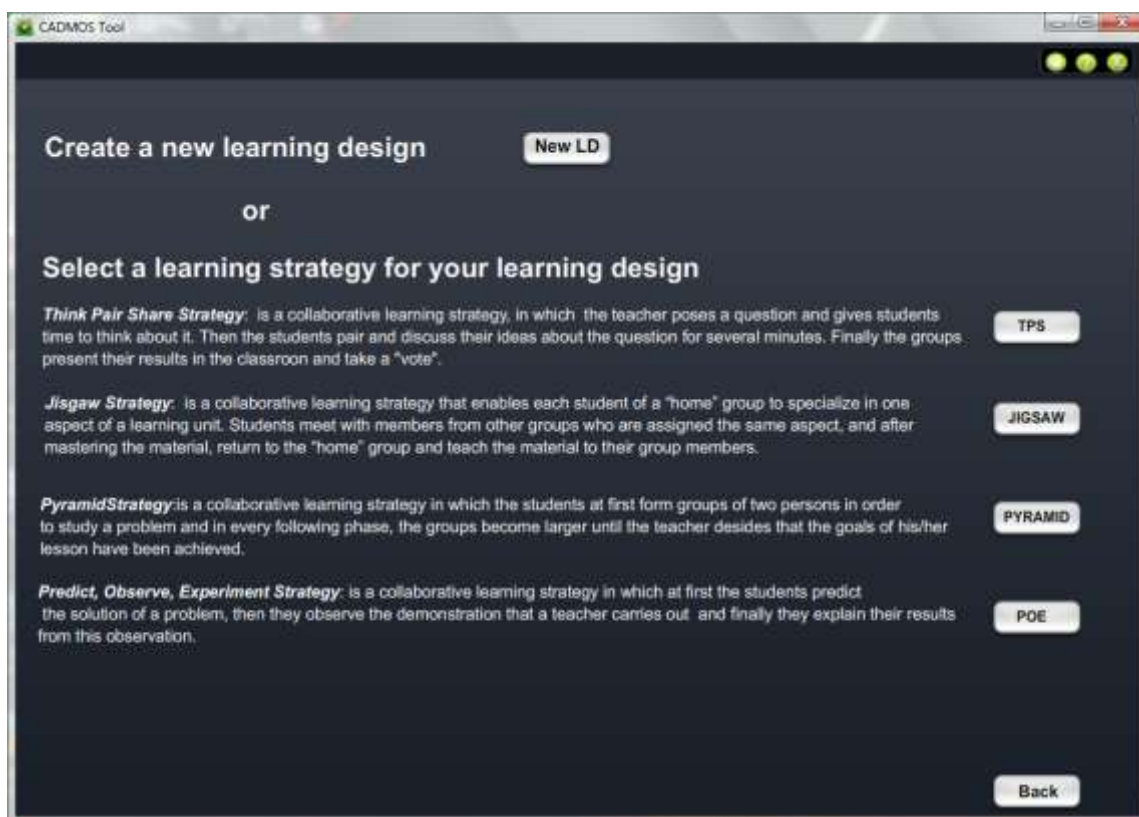 CADMOS Tool
Create a new learning design
New LD
or
Select a learning strategy for your learning design
Think Pair Share Strategy: is a collaborative learning strategy, in which the teacher poses a question and gives students
time to think about it. Then the students pair and discuss their ideas about the question for several minutes. Finally the groups
present their results in the classroon and take a "vote".
TPS
Jisgaw Strategy: is a collaborative learning strategy that enables each student of a "home" group to specialize in one
aspect of a learning unit. Students meet with members from other groups who are assigned the same aspect, and after
mastering the material, return to the "home" group and teach the material to their group members.
JIGSAW
PyramidStrategy:is a collaborative learning strategy in which the students at first form groups of two persons in order
to study a problem and in every following phase, the groups become larger until the teacher desides that the goals of his/her
lesson have been achieved.
PYRAMID
Predict, Observe, Experiment Strategy: is a collaborative learning strategy in which at first the students predict
the solution of a problem, then they observe the demonstration that a teacher carries out and finally they explain their results
from this observation.
POE
Back